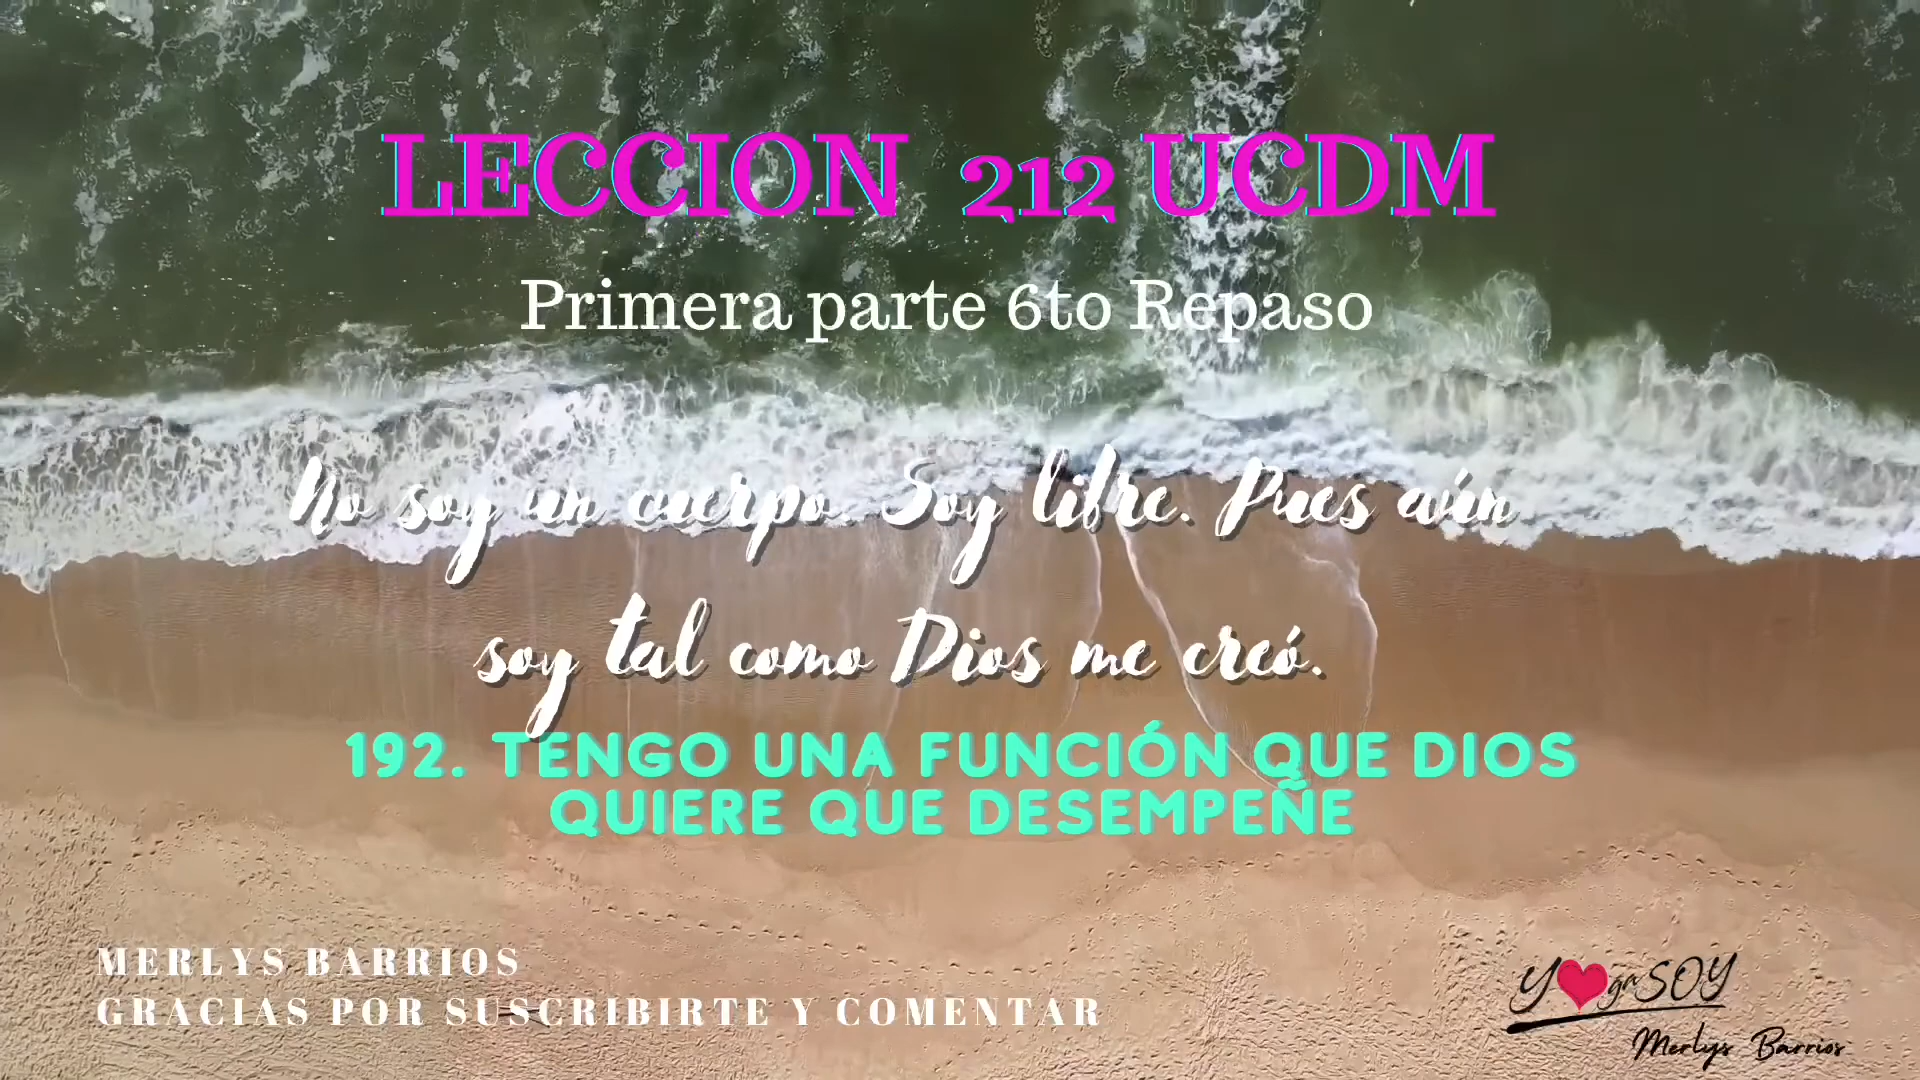 LECCION 212 UCDM
Primera parte 6to Repaso
No soy un cuerpo. Soy libre. Pues aún
soy tal como Dios me creó.
192. TENGO UNA FUNCIÓN QUE DIOS
QUIERE QUE DESEMPEÑE
MERLYS BARRIOS
GRACIAS POR SUSCRIBIRTE Y COMENTAR
YogaSOY
Merlys Barrios